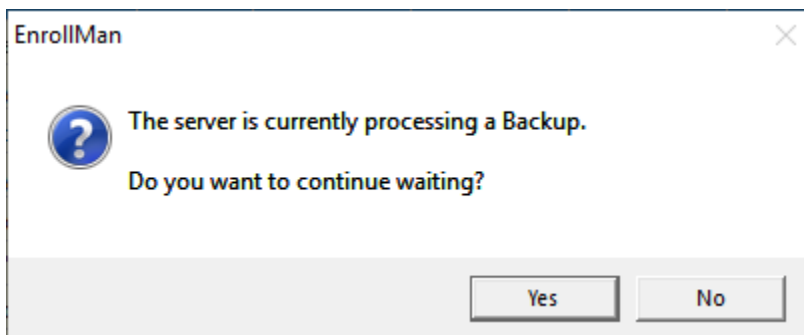 EnrollMan
The server is currently processing a Backup.
Do you want to continue waiting?
Yes
No